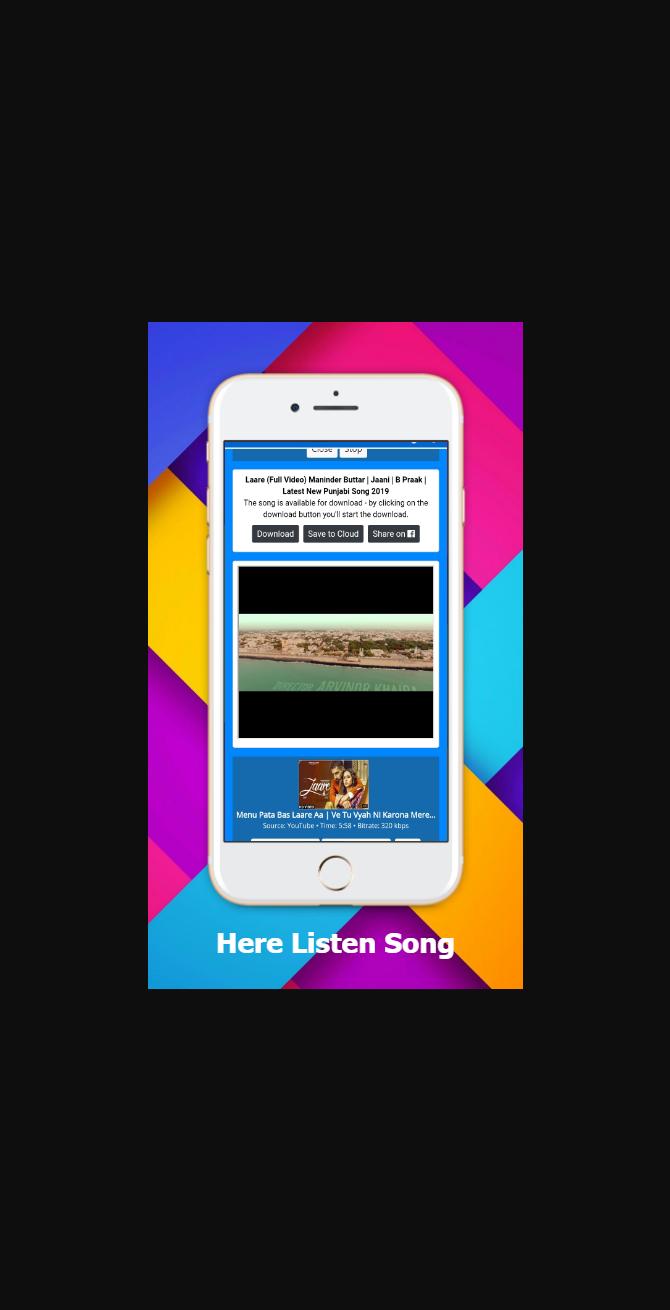 Close Stop
Laare (Full Video) Maninder Buttar | Jaani | B Praak |
Latest New Punjabi Song 2019
The song is available for download - by clicking on the
download button you'll start the download.
Download Save to Cloud Share on
DIRECTOR ARVINDR KHAIRA
Laare
Menu Pata Bas Laare Aa | Ve Tu Vyah Ni Karona Mere...
Source: YouTube • Time: 5:58 • Bitrate: 320 kbps
Here Listen Song